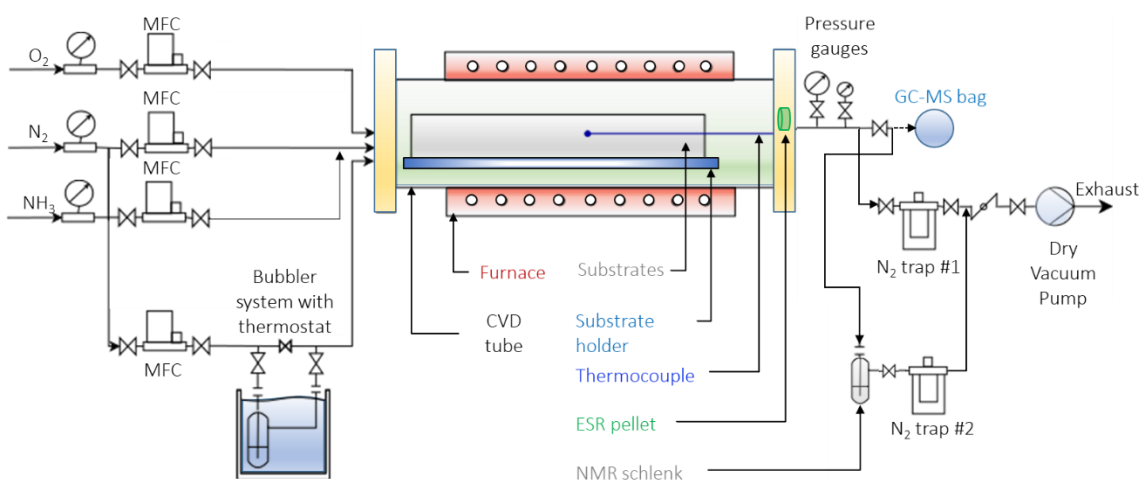 Pressure
gauges
MFC
O2
GC-MS bag
MFC
N2
MFC
NH3
Exhaust
N2 trap #1
Dry
Vacuum
Pump
Bubbler
system with
thermostat
Furnace
Substrates
CVD
tube
Substrate
holder
MFC
Thermocouple
ESR pellet
N2 trap #2
NMR schlenk